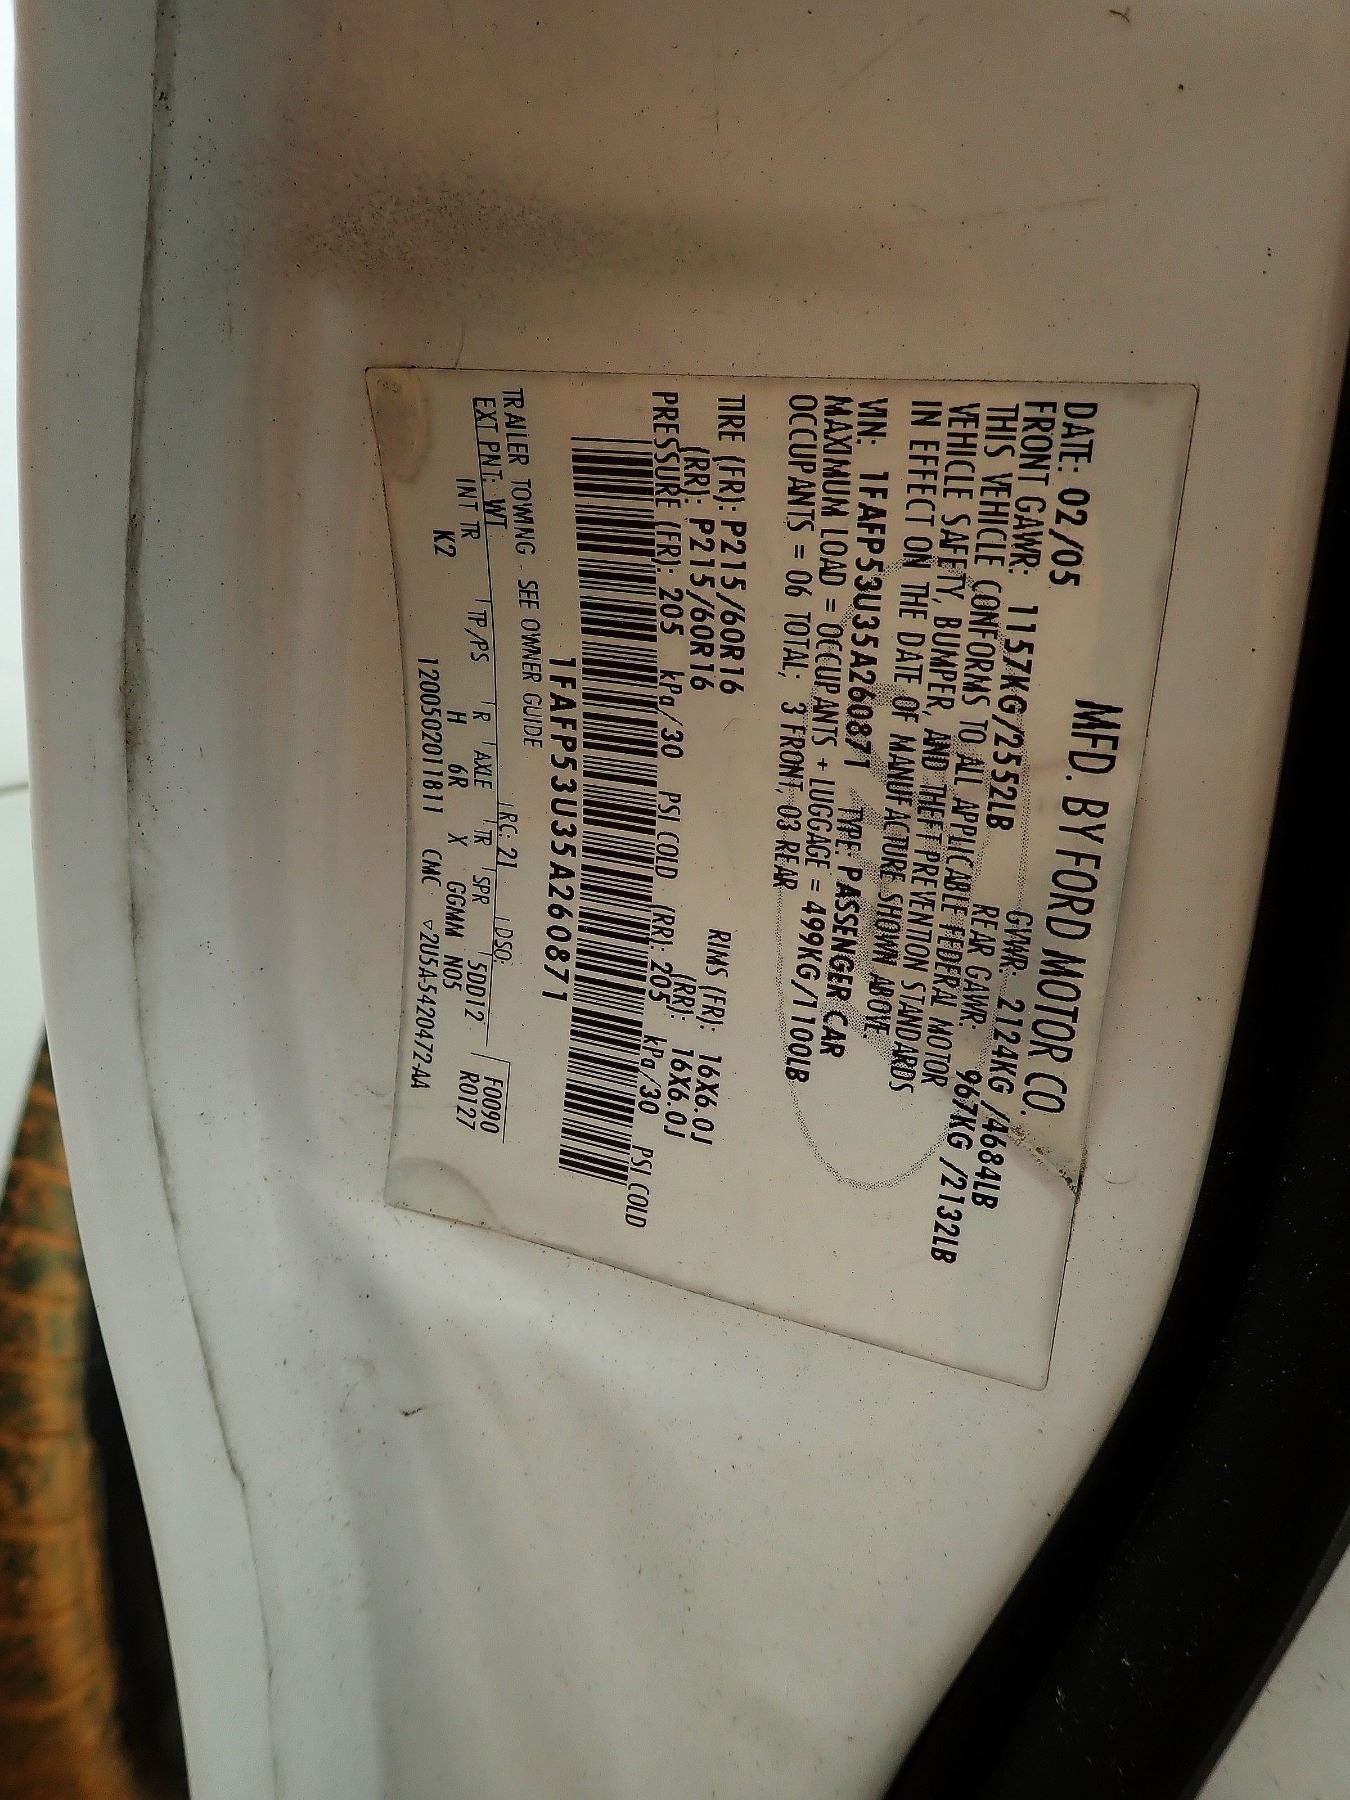 MFD. BY FORD MOTOR CO.
DATE: 02/05 GVWR: 2124KG /4684LB
FRONT GAWR: 1157KG/2552LB REAR GAWR: 967KG /2132LB
THIS VEHICLE CONFORMS TO ALL APPLICABLE FEDERAL MOTOR
VEHICLE SAFETY, BUMPER, AND THEFT PREVENTION STANDARDS
IN EFFECT ON THE DATE OF MANUFACTURE SHOWN ABOVE
VIN: 1FAFP53U35A260871 TYPE: PASSENGER CAR
MAXIMUM LOAD = OCCUPANTS + LUGGAGE = 499KG/1100LB
OCCUPANTS = 06 TOTAL; 3 FRONT, 03 REAR
TIRE (FR): P215/60R16 RIMS (FR): 16X6.0J
(RR): P215/60R16 (RR): 16X6.0J
PRESSURE (FR): 205 kPa/30 PSI COLD (RR): 205 kPa/30 PSI COLD
1FAFP53U35A260871
TRAILER TOWING - SEE OWNER GUIDE
EXT PNT: WT RC: 21 DSO: F0090
INT TR TP/PS R AXLE TR SPR 5DD12 R0127
K2 H 6R X GGMM N05
1200502011811 CMC ▽2U5A-5420472-AA